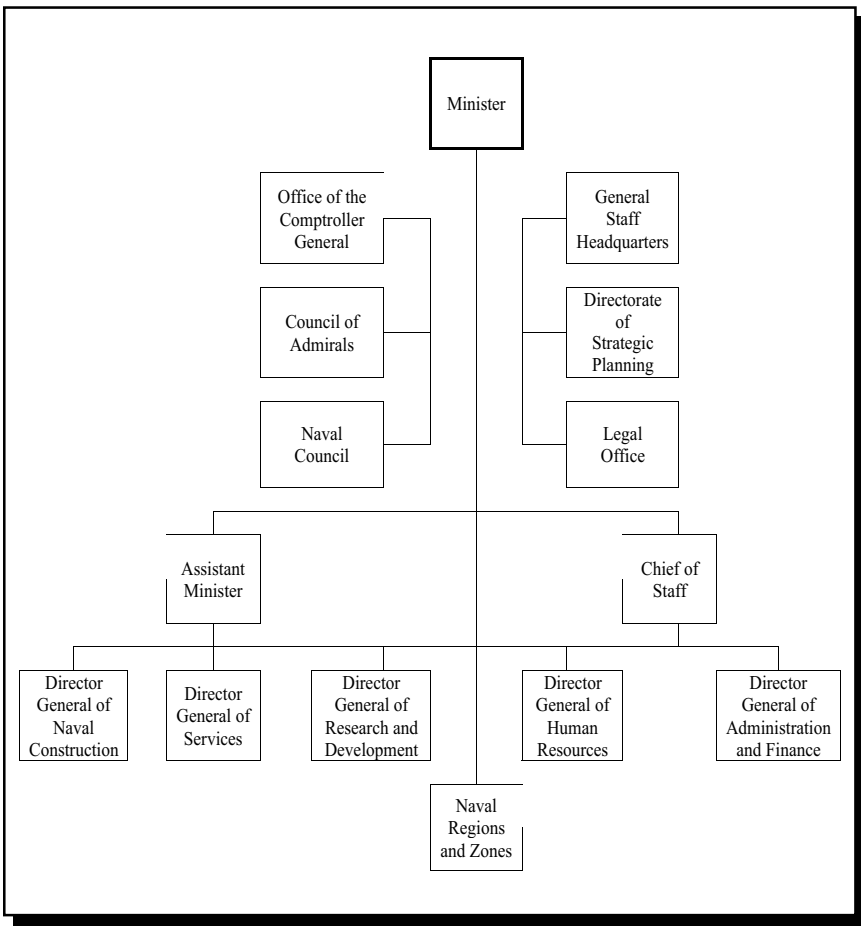 Minister
Office of the
Comptroller
General
General
Staff
Headquarters
Council of
Admirals
Directorate
of
Strategic
Planning
Naval
Council
Legal
Office
Assistant
Minister
Chief of
Staff
Director
General of
Naval
Construction
Director
General of
Services
Director
General of
Research and
Development
Director
General of
Human
Resources
Director
General of
Administration
and Finance
Naval
Regions
and Zones